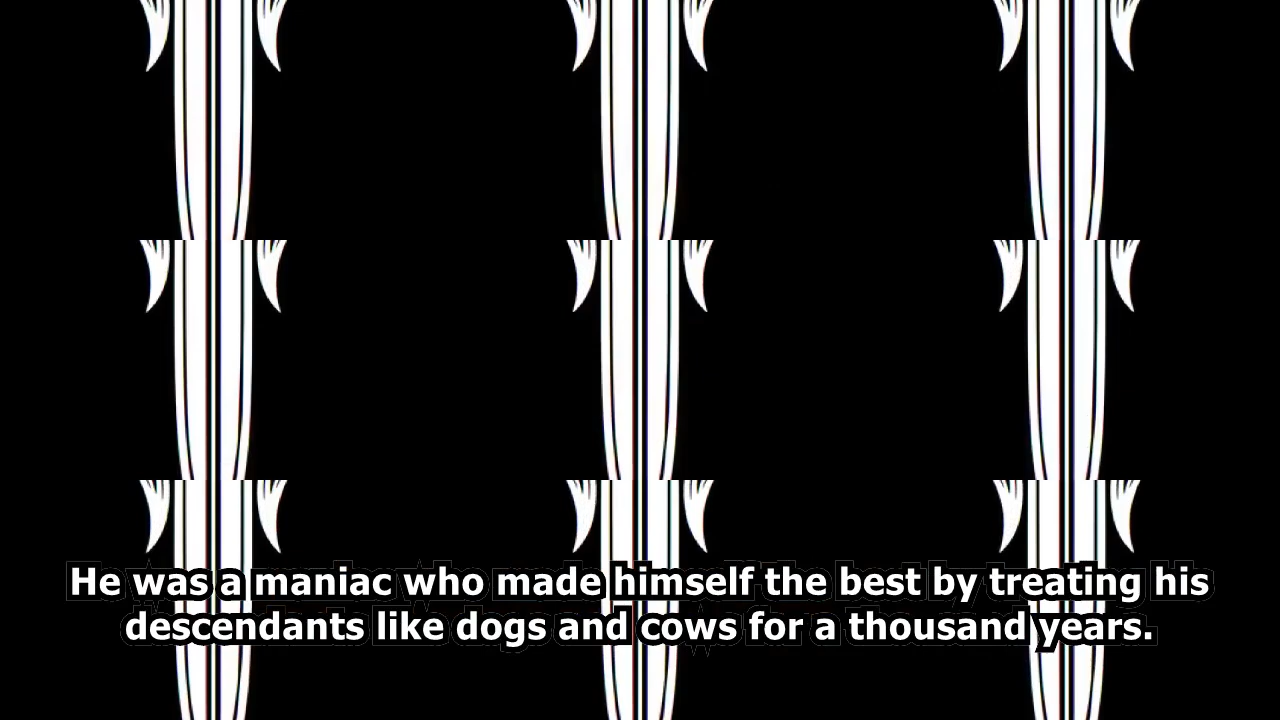 He was a maniac who made himself the best by treating his
descendants like dogs and cows for a thousand years.